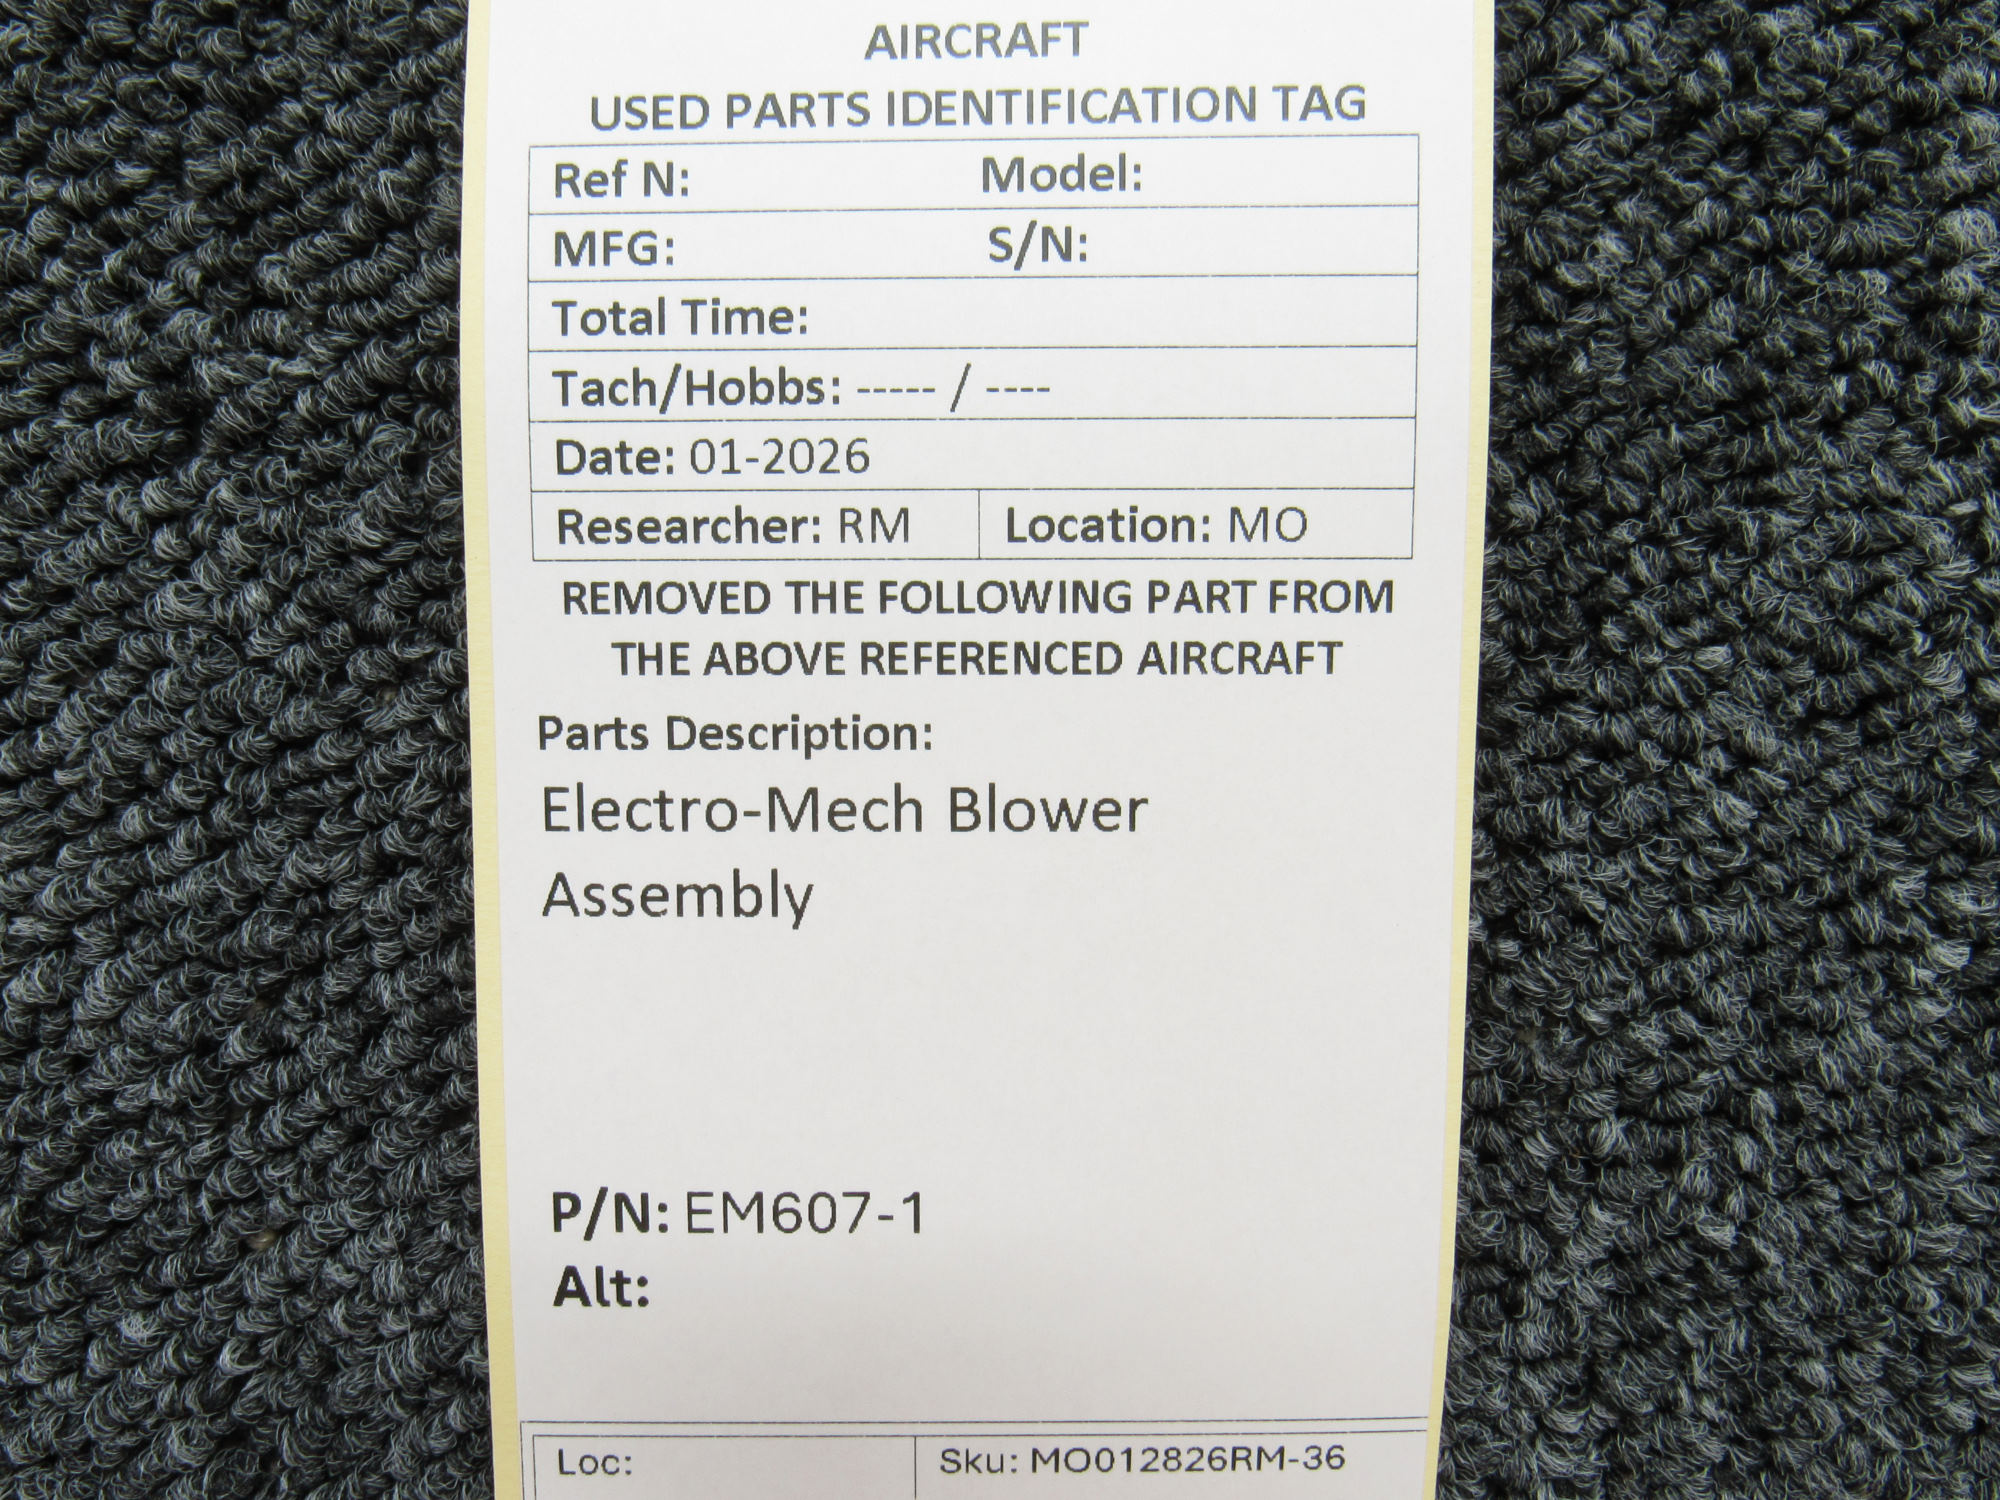 AIRCRAFT
USED PARTS IDENTIFICATION TAG
Ref N: Model:
MFG: S/N:
Total Time:
Tach/Hobbs: ----- / ----
Date: 01-2026
Researcher: RM Location: MO
REMOVED THE FOLLOWING PART FROM
THE ABOVE REFERENCED AIRCRAFT
Parts Description:
Electro-Mech Blower
Assembly
P/N: EM607-1
Alt:
Loc: Sku: MO012826RM-36